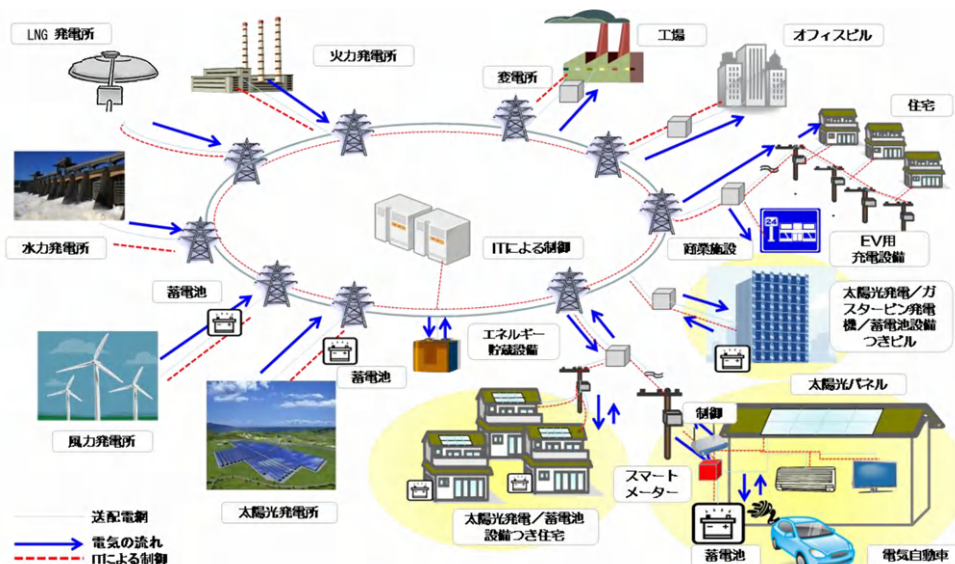 LNG 発電所
火力発電所
変電所
工場
オフィスビル
住宅
水力発電所
ITによる制御
商業施設
24
EV用
充電設備
蓄電池
蓄電池
エネルギー
貯蔵設備
太陽光発電／ガ
スタービン発電
機／蓄電池設備
つきビル
風力発電所
太陽光発電所
太陽光パネル
制御
スマート
メーター
太陽光発電／蓄電池
設備つき住宅
蓄電池
電気自動車
送配電網
電気の流れ
ITによる制御